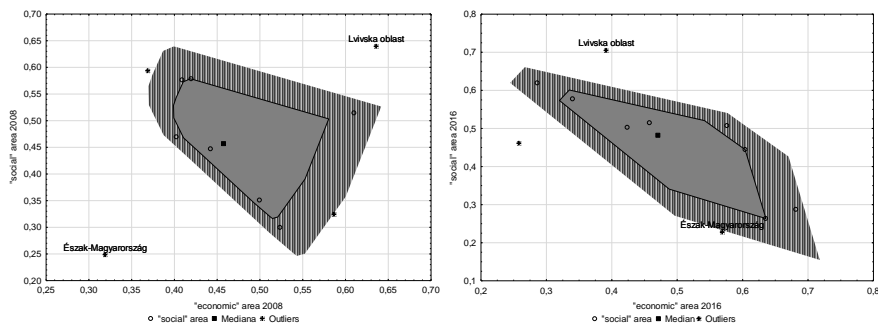 0,70
0,65
0,60
0,55
0,50
0,45
0,40
0,35
0,30
0,25
0,20
"social" area 2008
Lvivska oblast
Észak-Magyarország
0,25 0,30 0,35 0,40 0,45 0,50 0,55 0,60 0,65 0,70
"economic" area 2008
"social" area Mediana Outliers
0,8
0,7
0,6
0,5
0,4
0,3
0,2
0,1
"social" area 2016
Lvivska oblast
Észak-Magyarország
0,2 0,3 0,4 0,5 0,6 0,7 0,8
"economic" area 2016
"social" area Mediana Outliers